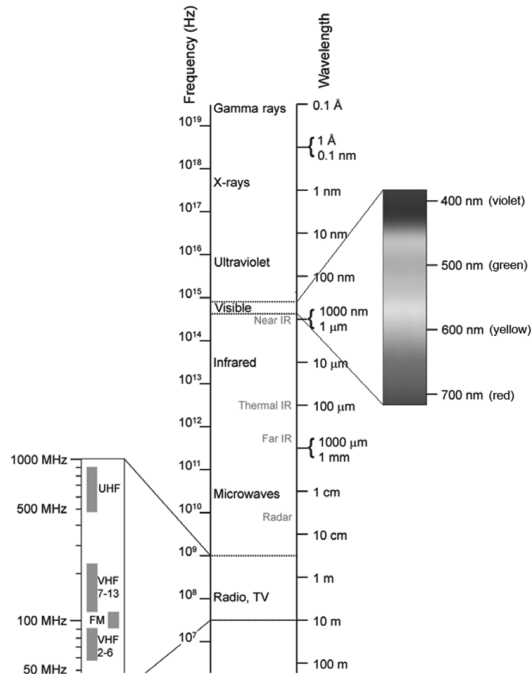 Frequency (Hz)
Wavelength
Gamma rays
0.1 Å
10¹⁹
1 Å
0.1 nm
10¹⁸
X-rays
1 nm
400 nm (violet)
10¹⁷
10 nm
10¹⁶
Ultraviolet
500 nm (green)
100 nm
10¹⁵
Visible
1000 nm
Near IR
1 µm
600 nm (yellow)
10¹⁴
Infrared
10 µm
10¹³
700 nm (red)
Thermal IR
100 µm
10¹²
Far IR
1000 µm
1 mm
1000 MHz
10¹¹
UHF
Microwaves
1 cm
500 MHz
10¹⁰
Radar
10 cm
10⁹
VHF
7-13
1 m
10⁸
Radio, TV
FM
100 MHz
10 m
VHF
2-6
10⁷
50 MHz
100 m